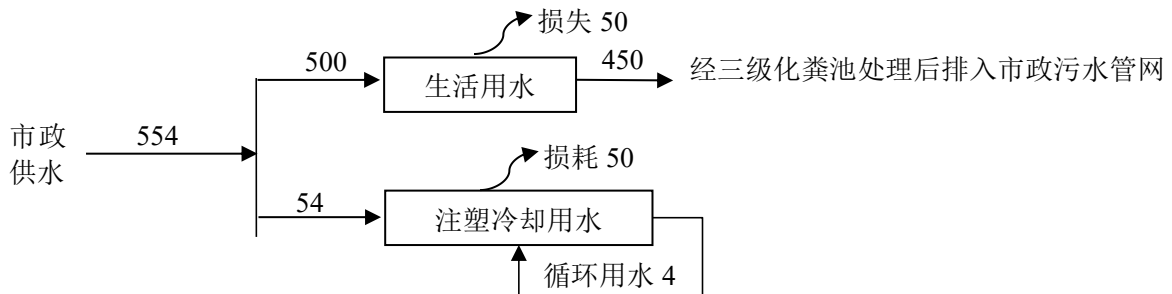 损失 50
500
生活用水
450
经三级化粪池处理后排入市政污水管网
市政
供水
554
损耗 50
54
注塑冷却用水
循环用水 4